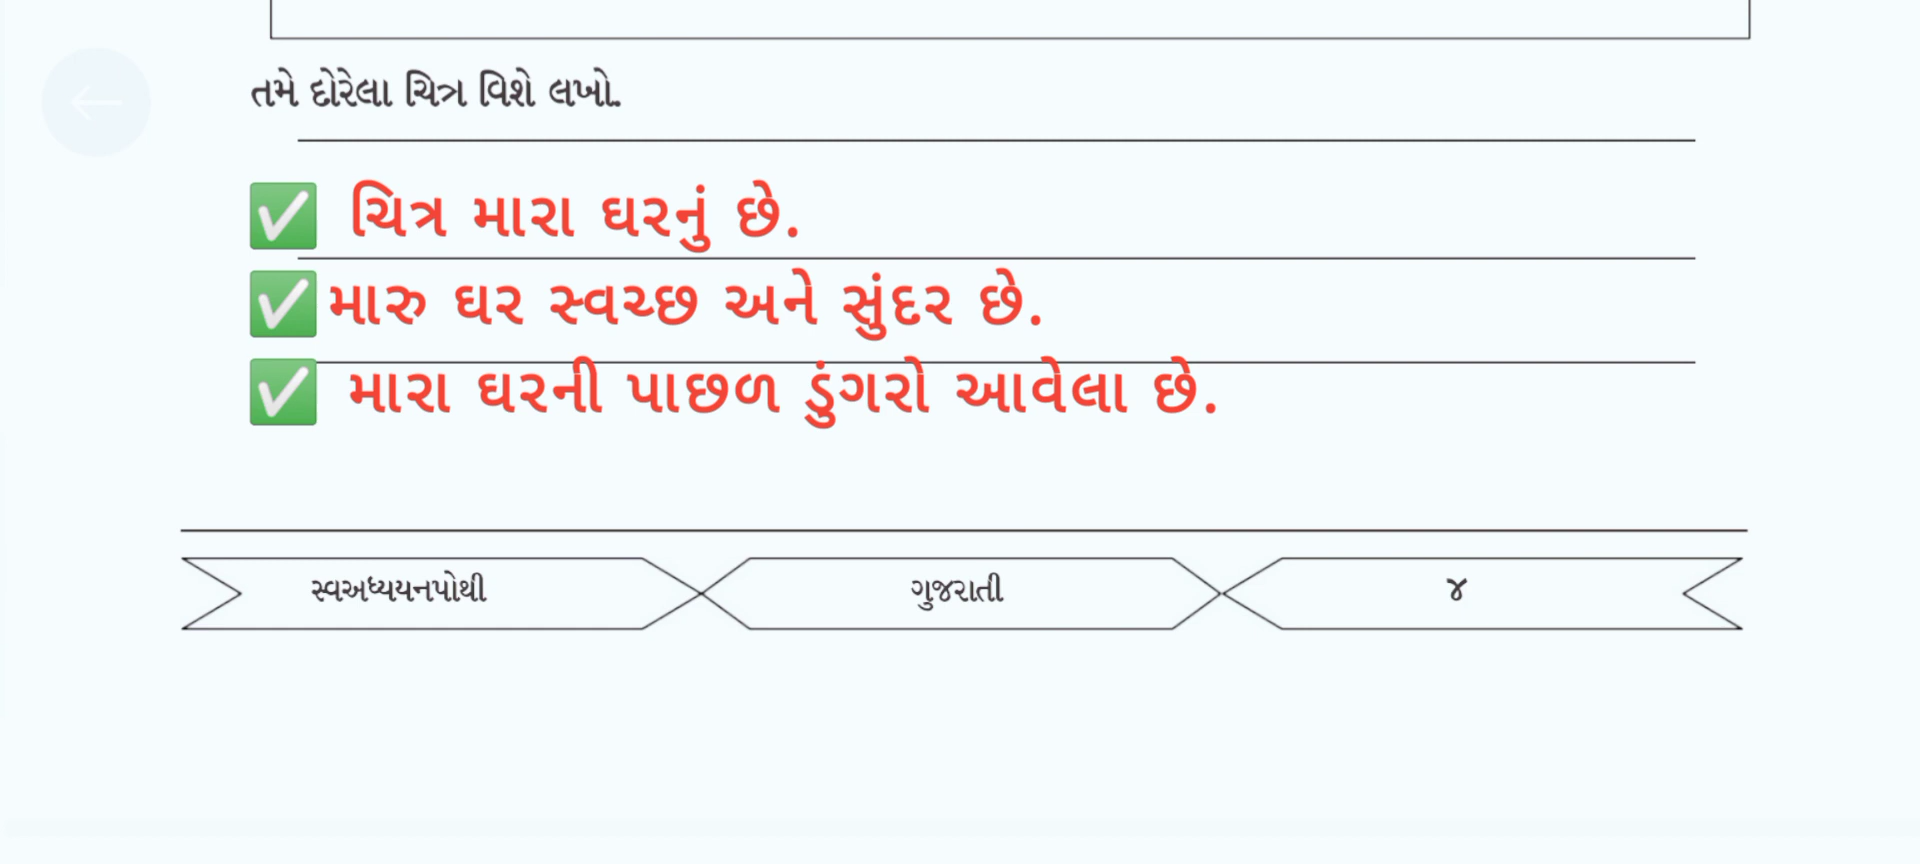 તમે દોરેલા ચિત્ર વિશે લખો.
✅ ચિત્ર મારા ઘરનું છે.
✅ મારુ ઘર સ્વચ્છ અને સુંદર છે.
✅ મારા ઘરની પાછળ ડુંગરો આવેલા છે.
સ્વઅધ્યયનપોથી ગુજરાતી ૪